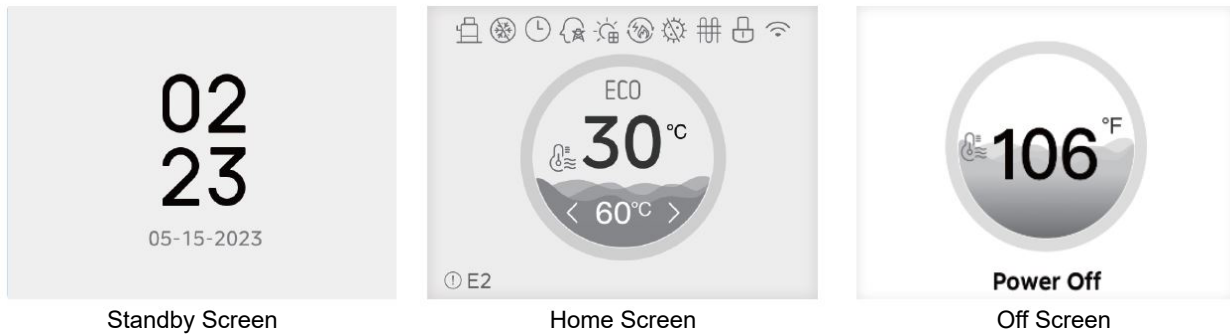 02
23
05-15-2023
Standby Screen
ECO
30 °C
< 60°C >
E2
Home Screen
106 °F
Power Off
Off Screen